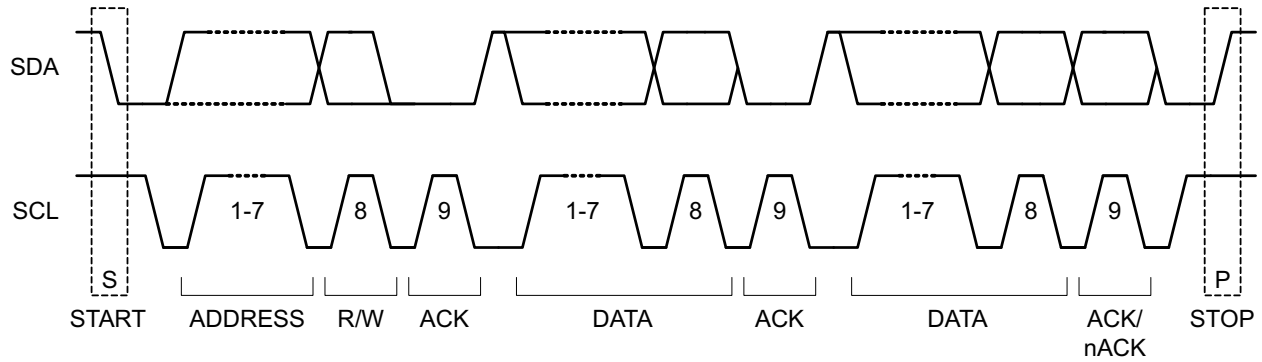 SDA
SCL
1-7
8
9
1-7
8
9
1-7
8
9
S
P
START
ADDRESS
R/W
ACK
DATA
ACK
DATA
ACK/
nACK
STOP